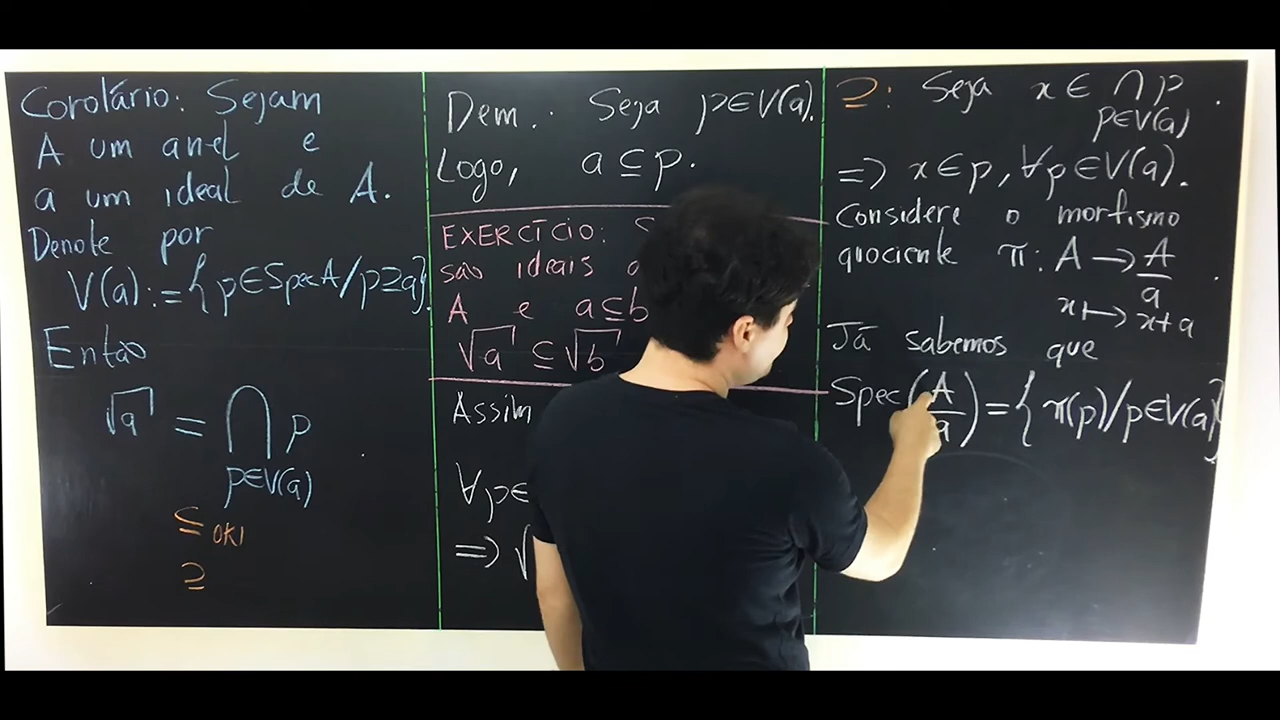 Corolário: Sejam
A um anel e
a um ideal de A.
Denote por
V(a) := { p ∈ Spec A / p ⊇ a }.
Então
√a = ⋂ p
p∈V(a)
⊆ OK!
⊇
Dem.: Seja p∈V(a).
Logo, a ⊆ p.
EXERCÍCIO:
são ideais
A e a⊆b
√a ⊆ √b
Assim
∀p∈
=> √
⊇: Seja x ∈ ⋂ p .
p∈V(a)
=> x ∈ p, ∀p ∈ V(a).
Considere o morfismo
quociente π: A → A/a .
x ↦ x+a
Já sabemos que
Spec(A/a) = { π(p) / p∈V(a) }